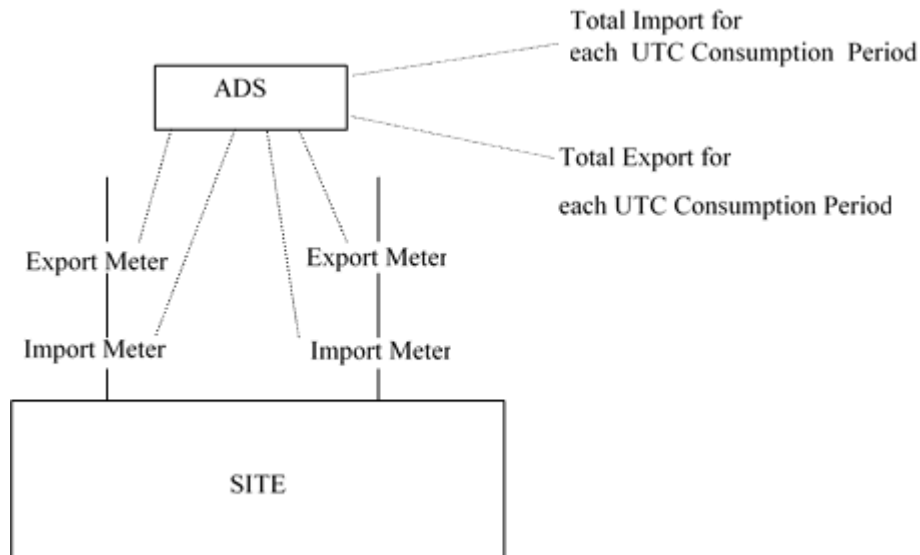 Total Import for
each UTC Consumption Period
ADS
Total Export for
each UTC Consumption Period
Export Meter
Export Meter
Import Meter
Import Meter
SITE